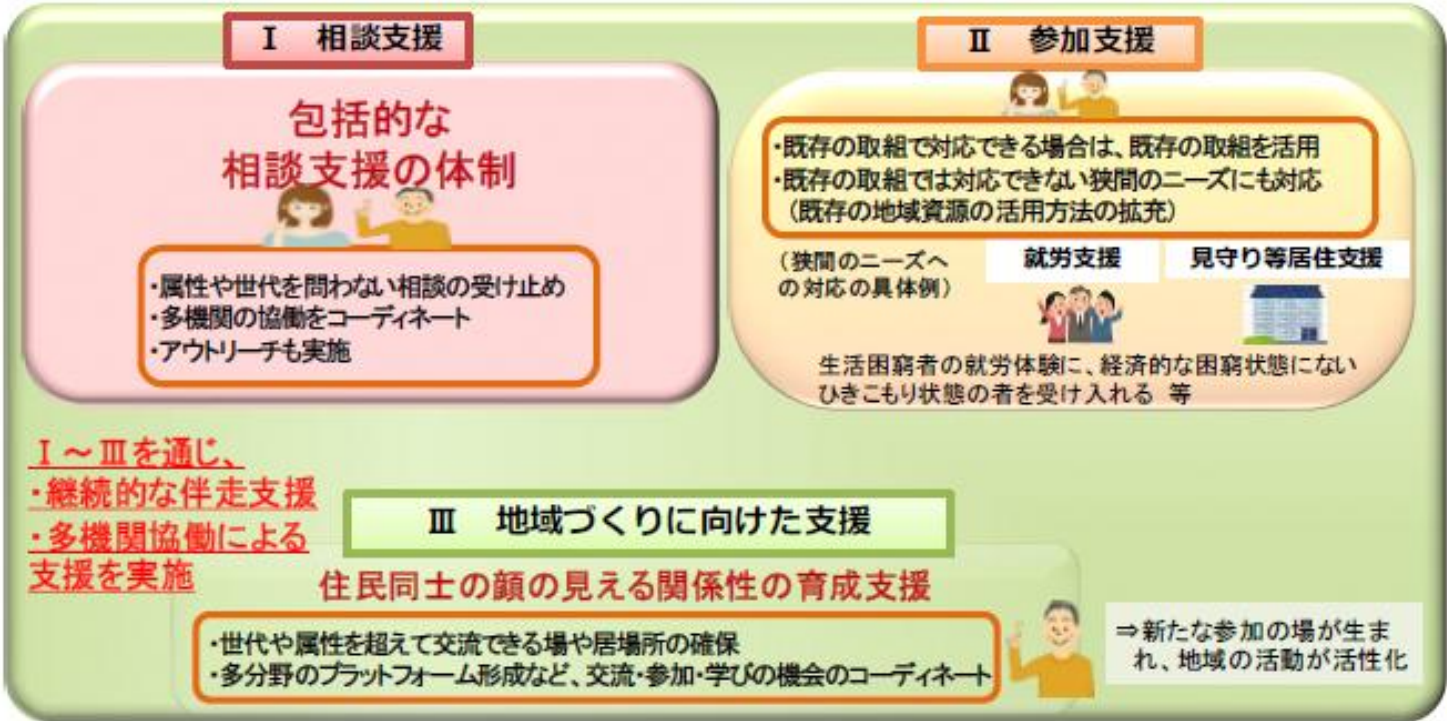 Ⅰ 相談支援
包括的な
相談支援の体制
・属性や世代を問わない相談の受け止め
・多機関の協働をコーディネート
・アウトリーチも実施
Ⅱ 参加支援
・既存の取組で対応できる場合は、既存の取組を活用
・既存の取組では対応できない狭間のニーズにも対応
（既存の地域資源の活用方法の拡充）
（狭間のニーズへ
の対応の具体例）
就労支援
見守り等居住支援
生活困窮者の就労体験に、経済的な困窮状態にない
ひきこもり状態の者を受け入れる 等
Ⅰ～Ⅲを通じ、
・継続的な伴走支援
・多機関協働による
支援を実施
Ⅲ 地域づくりに向けた支援
住民同士の顔の見える関係性の育成支援
・世代や属性を超えて交流できる場や居場所の確保
・多分野のプラットフォーム形成など、交流・参加・学びの機会のコーディネート
⇒新たな参加の場が生ま
れ、地域の活動が活性化